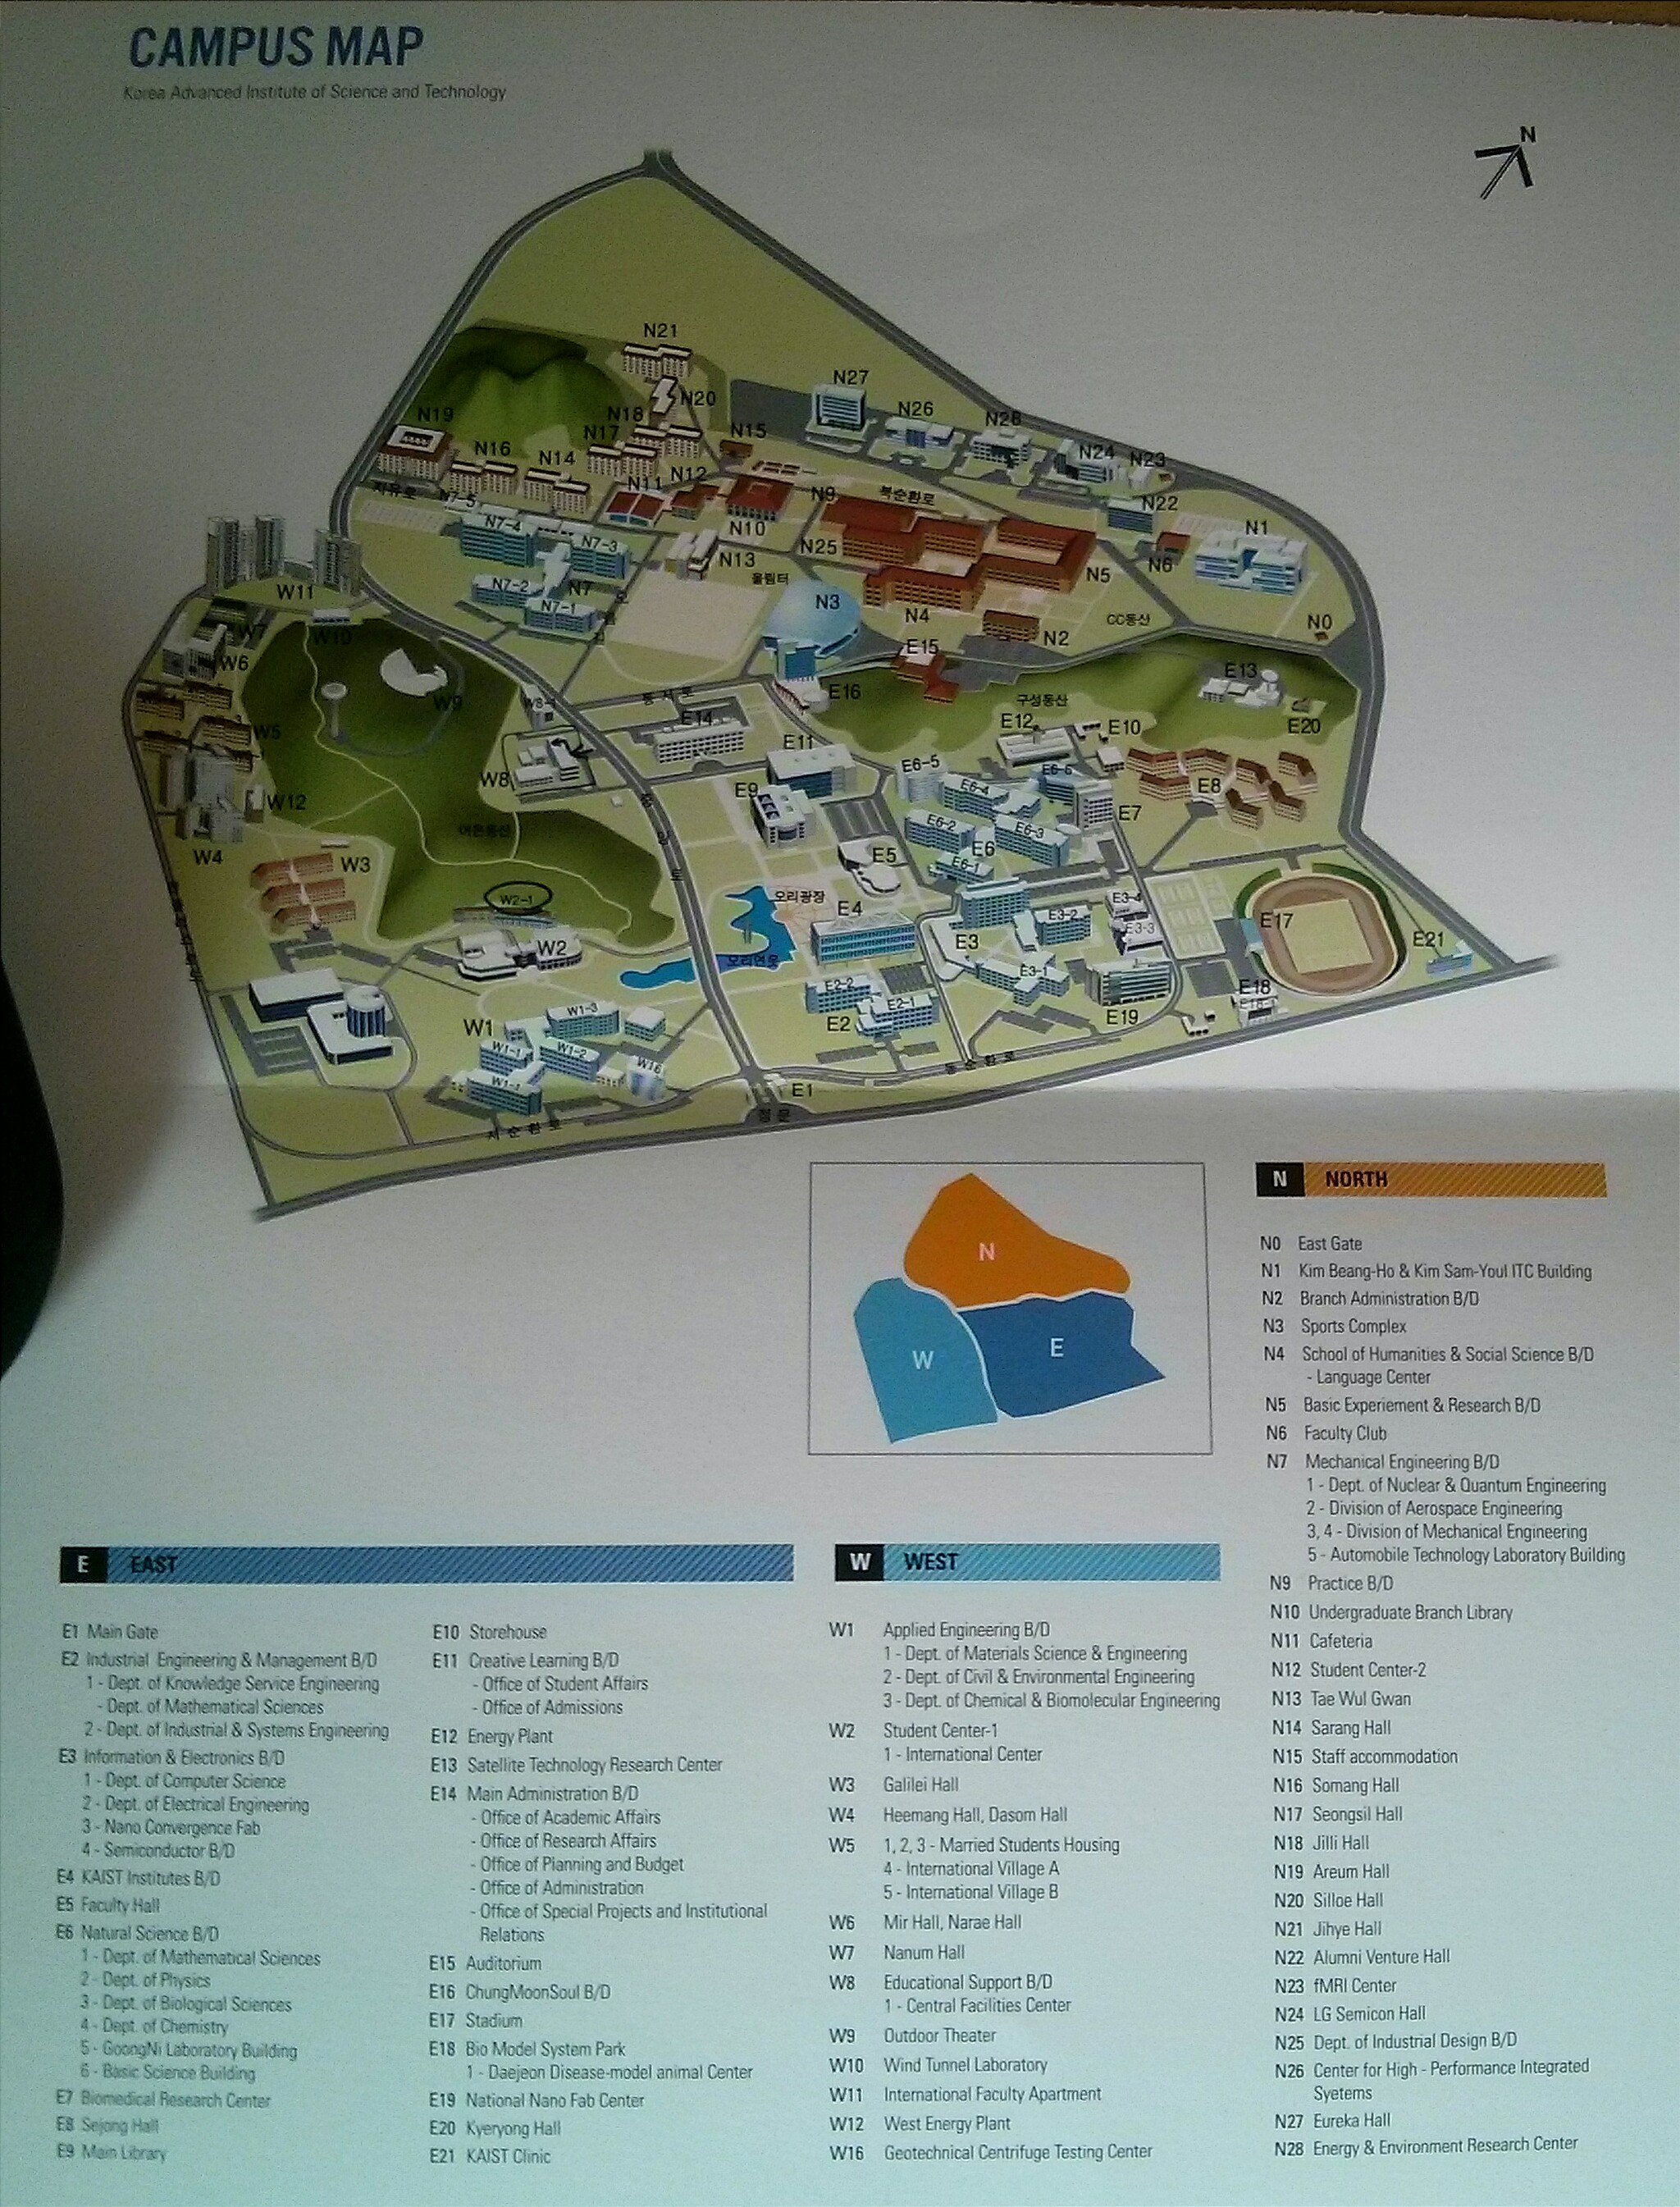 CAMPUS MAP
Korea Advanced Institute of Science and Technology
N
N21
N27
N20
N26
N28
N19
N18
N17
N15
N24
N23
N16
N14
N12
N11
N9
북순환로
N22
N7-5
N10
N1
N7-4
N7-3
N25
N13
N6
N5
울림터
W11
N7-2
N7
N7-1
N3
N4
CC동산
N0
W7
W10
N2
E15
W6
E13
W9
W8-1
동서로
E16
구성동산
E14
E12
E10
E20
W5
E11
W8
E6-5
E6-6
E9
E6-4
E8
W12
E7
어은동산
E6-2
E6-3
E6
W4
W3
E5
E6-1
W2-1
오리광장
E4
E3-4
E3-2
E3-3
E17
E21
W2
E3
오리연못
E3-1
E2-2
E18
E18-1
W1-3
E2-1
W1
E2
E19
W1-1
W1-2
W16
동순환로
W1-1
E1
정문
서순환로
N
W
E
N NORTH
N0 East Gate
N1 Kim Beang-Ho & Kim Sam-Youl ITC Building
N2 Branch Administration B/D
N3 Sports Complex
N4 School of Humanities & Social Science B/D
- Language Center
N5 Basic Experiement & Research B/D
N6 Faculty Club
N7 Mechanical Engineering B/D
1 - Dept. of Nuclear & Quantum Engineering
2 - Division of Aerospace Engineering
3, 4 - Division of Mechanical Engineering
5 - Automobile Technology Laboratory Building
N9 Practice B/D
N10 Undergraduate Branch Library
N11 Cafeteria
N12 Student Center-2
N13 Tae Wul Gwan
N14 Sarang Hall
N15 Staff accommodation
N16 Somang Hall
N17 Seongsil Hall
N18 Jilli Hall
N19 Areum Hall
N20 Silloe Hall
N21 Jihye Hall
N22 Alumni Venture Hall
N23 fMRI Center
N24 LG Semicon Hall
N25 Dept. of Industrial Design B/D
N26 Center for High - Performance Integrated
Syetems
N27 Eureka Hall
N28 Energy & Environment Research Center
E EAST
E1 Main Gate
E2 Industrial Engineering & Management B/D
1 - Dept. of Knowledge Service Engineering
- Dept. of Mathematical Sciences
2 - Dept. of Industrial & Systems Engineering
E3 Information & Electronics B/D
1 - Dept. of Computer Science
2 - Dept. of Electrical Engineering
3 - Nano Convergence Fab
4 - Semiconductor B/D
E4 KAIST Institutes B/D
E5 Faculty Hall
E6 Natural Science B/D
1 - Dept. of Mathematical Sciences
2 - Dept. of Physics
3 - Dept. of Biological Sciences
4 - Dept. of Chemistry
5 - GoongNi Laboratory Building
6 - Basic Science Building
E7 Biomedical Research Center
E8 Sejong Hall
E9 Main Library
E10 Storehouse
E11 Creative Learning B/D
- Office of Student Affairs
- Office of Admissions
E12 Energy Plant
E13 Satellite Technology Research Center
E14 Main Administration B/D
- Office of Academic Affairs
- Office of Research Affairs
- Office of Planning and Budget
- Office of Administration
- Office of Special Projects and Institutional
Relations
E15 Auditorium
E16 ChungMoonSoul B/D
E17 Stadium
E18 Bio Model System Park
1 - Daejeon Disease-model animal Center
E19 National Nano Fab Center
E20 Kyeryong Hall
E21 KAIST Clinic
W WEST
W1 Applied Engineering B/D
1 - Dept. of Materials Science & Engineering
2 - Dept. of Civil & Environmental Engineering
3 - Dept. of Chemical & Biomolecular Engineering
W2 Student Center-1
1 - International Center
W3 Galilei Hall
W4 Heemang Hall, Dasom Hall
W5 1, 2, 3 - Married Students Housing
4 - International Village A
5 - International Village B
W6 Mir Hall, Narae Hall
W7 Nanum Hall
W8 Educational Support B/D
1 - Central Facilities Center
W9 Outdoor Theater
W10 Wind Tunnel Laboratory
W11 International Faculty Apartment
W12 West Energy Plant
W16 Geotechnical Centrifuge Testing Center